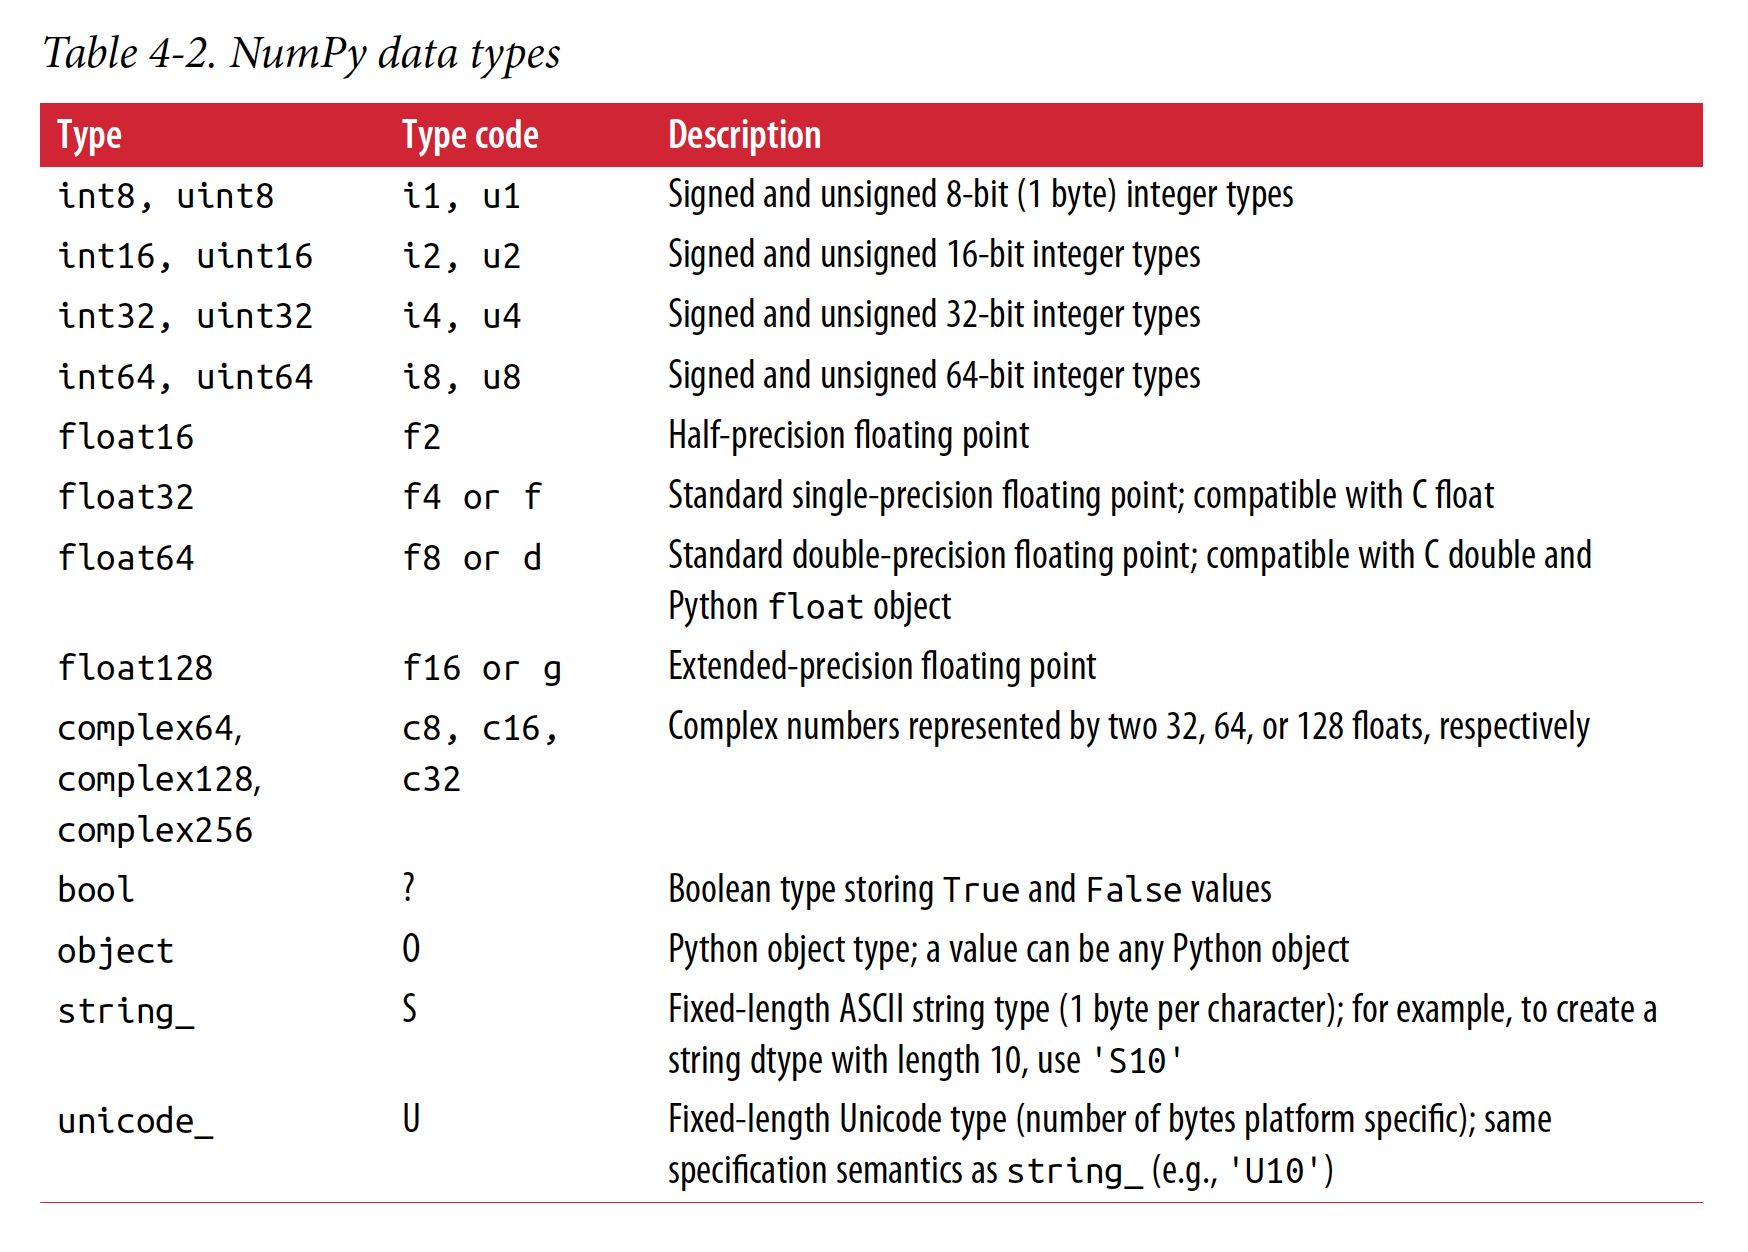 Table 4-2. NumPy data types
Type Type code Description
int8, uint8 i1, u1 Signed and unsigned 8-bit (1 byte) integer types
int16, uint16 i2, u2 Signed and unsigned 16-bit integer types
int32, uint32 i4, u4 Signed and unsigned 32-bit integer types
int64, uint64 i8, u8 Signed and unsigned 64-bit integer types
float16 f2 Half-precision floating point
float32 f4 or f Standard single-precision floating point; compatible with C float
float64 f8 or d Standard double-precision floating point; compatible with C double and
Python float object
float128 f16 or g Extended-precision floating point
complex64, c8, c16, Complex numbers represented by two 32, 64, or 128 floats, respectively
complex128, c32
complex256
bool ? Boolean type storing True and False values
object O Python object type; a value can be any Python object
string_ S Fixed-length ASCII string type (1 byte per character); for example, to create a
string dtype with length 10, use 'S10'
unicode_ U Fixed-length Unicode type (number of bytes platform specific); same
specification semantics as string_ (e.g., 'U10')